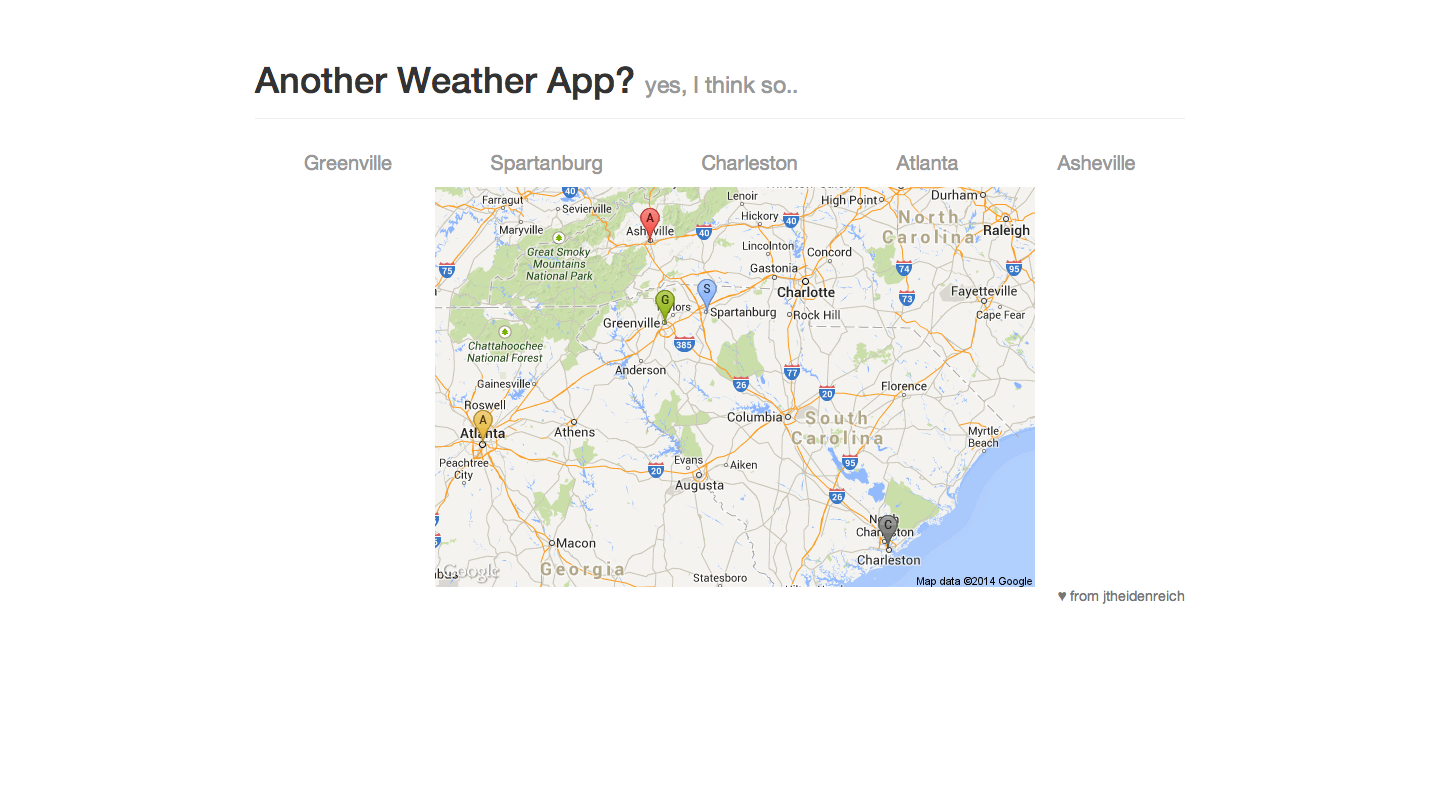 Another Weather App? yes, I think so..
Greenville Spartanburg Charleston Atlanta Asheville
40
Farragut
Sevierville
Lenoir
High Point
Durham
Maryville
A
Asheville
40
Hickory
40
North
Carolina
Raleigh
Great Smoky
Mountains
National Park
Lincolnton
Concord
75
Gastonia
74
95
S
Charlotte
Fayetteville
73
G
Greenville
Spartanburg
Rock Hill
Cape Fear
Chattahoochee
National Forest
385
Anderson
77
Gainesville
26
20
Florence
Roswell
A
Atlanta
Athens
Columbia
South
Carolina
Myrtle
Beach
Peachtree
City
20
Evans
Aiken
95
Augusta
26
C
North
Charleston
Macon
Charleston
Georgia
Google
Statesboro
Map data ©2014 Google
♥ from jtheidenreich